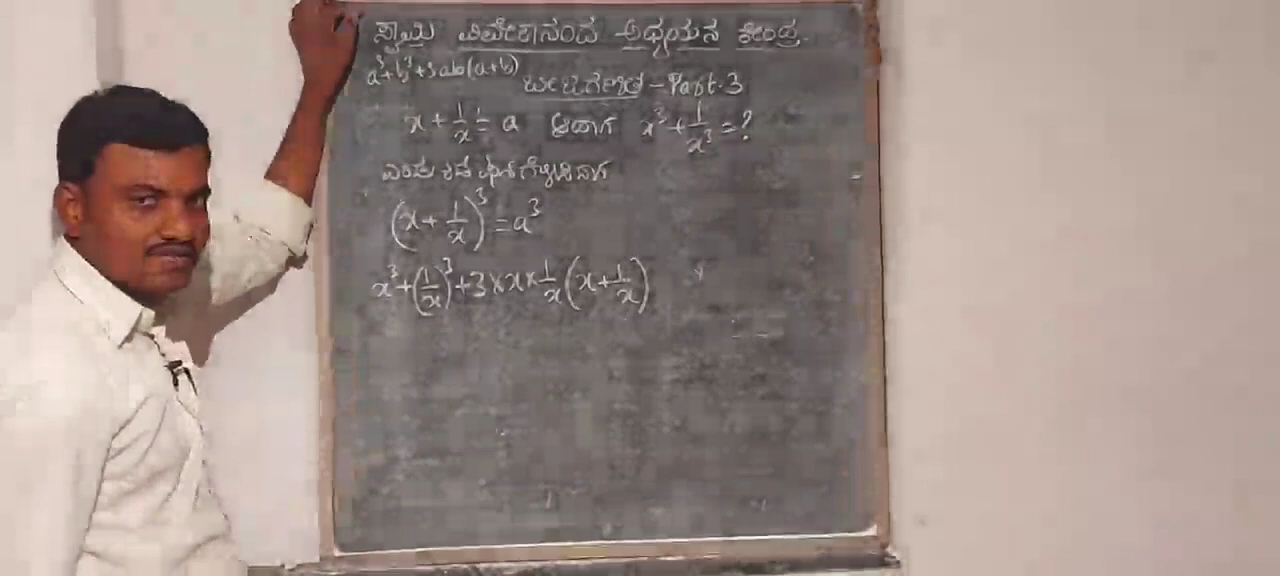 ಸ್ವಾಮಿ ವಿವೇಕಾನಂದ ಅಧ್ಯಯನ ಕೇಂದ್ರ.
a³+b³+3ab(a+b)
ಬೀಜಗಣಿತ - Part.3
x + 1/x = a ಆದಾಗ x³ + 1/x³ = ?
(x + 1/x)³ = a³
x³ + (1/x)³ + 3 × x × 1/x (x + 1/x)